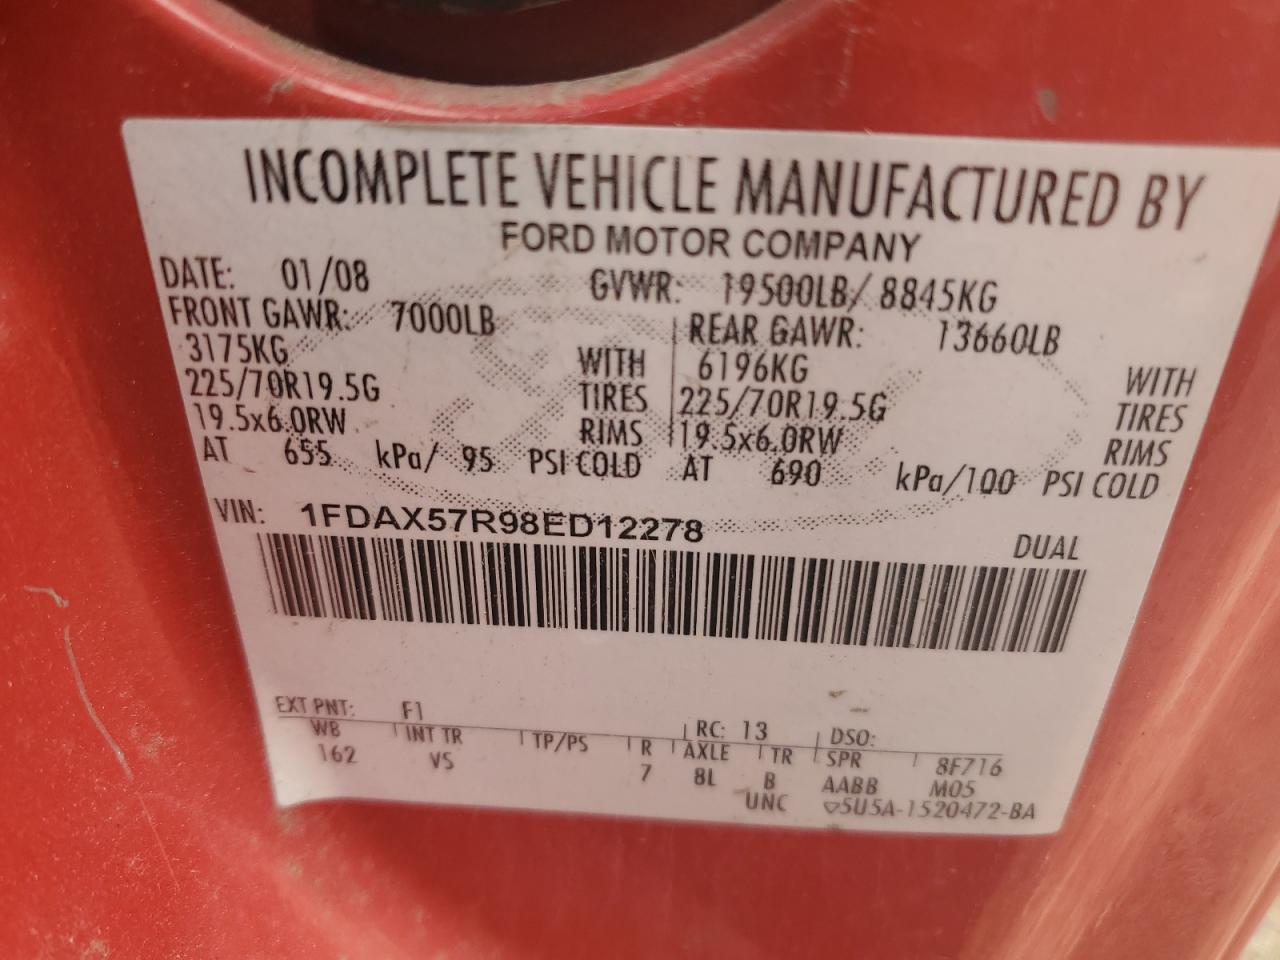 INCOMPLETE VEHICLE MANUFACTURED BY
FORD MOTOR COMPANY
DATE: 01/08 GVWR: 19500LB/ 8845KG
FRONT GAWR: 7000LB REAR GAWR: 13660LB
3175KG WITH 6196KG WITH
225/70R19.5G TIRES 225/70R19.5G TIRES
19.5x6.0RW RIMS 19.5x6.0RW RIMS
AT 655 kPa/ 95 PSI COLD AT 690 kPa/100 PSI COLD
VIN: 1FDAX57R98ED12278
DUAL
EXT PNT: F1 RC: 13 DSO:
WB INT TR TP/PS R AXLE TR SPR 8F716
162 VS 7 8L B AABB M05
UNC ▽5U5A-1520472-BA